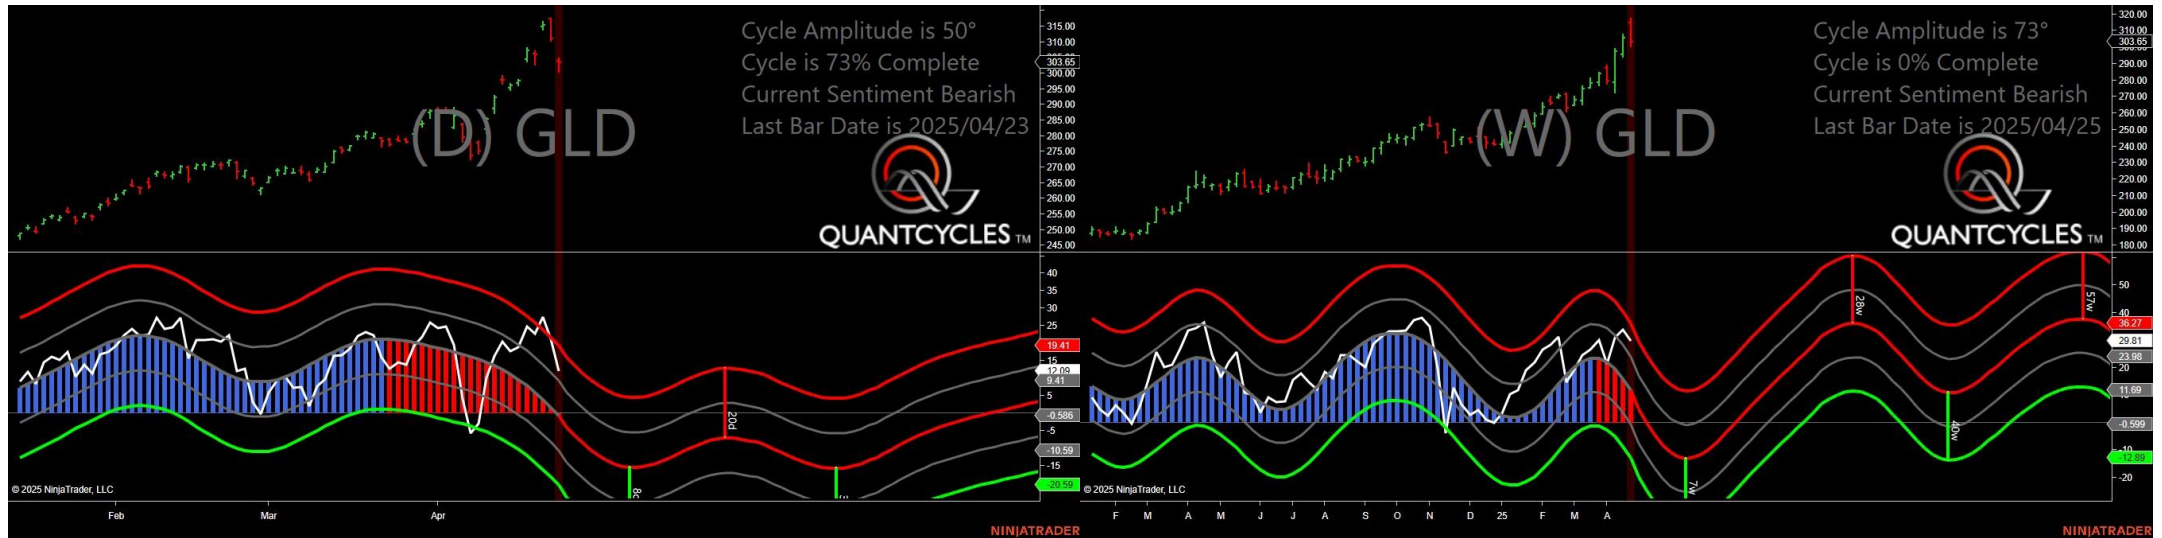 Cycle Amplitude is 50°
Cycle is 73% Complete
Current Sentiment Bearish
Last Bar Date is 2025/04/23
(D) GLD
QUANTCYCLES TM
315.00
310.00
303.65
300.00
295.00
290.00
285.00
280.00
275.00
270.00
265.00
260.00
255.00
250.00
245.00
40
35
30
25
19.41
15
12.09
9.41
5
-0.586
-5
-10.59
-15
-20.59
20d
© 2025 NinjaTrader, LLC
Feb
Mar
Apr
NINJATRADER
Cycle Amplitude is 73°
Cycle is 0% Complete
Current Sentiment Bearish
Last Bar Date is 2025/04/25
(W) GLD
QUANTCYCLES TM
320.00
310.00
303.65
290.00
280.00
270.00
260.00
250.00
240.00
230.00
220.00
210.00
200.00
190.00
180.00
50
40
36.27
29.81
23.98
20
11.69
-0.599
-10
-12.89
-20
7w
28w
40w
57w
© 2025 NinjaTrader, LLC
F
M
A
M
J
J
A
S
O
N
D
25
F
M
A
NINJATRADER